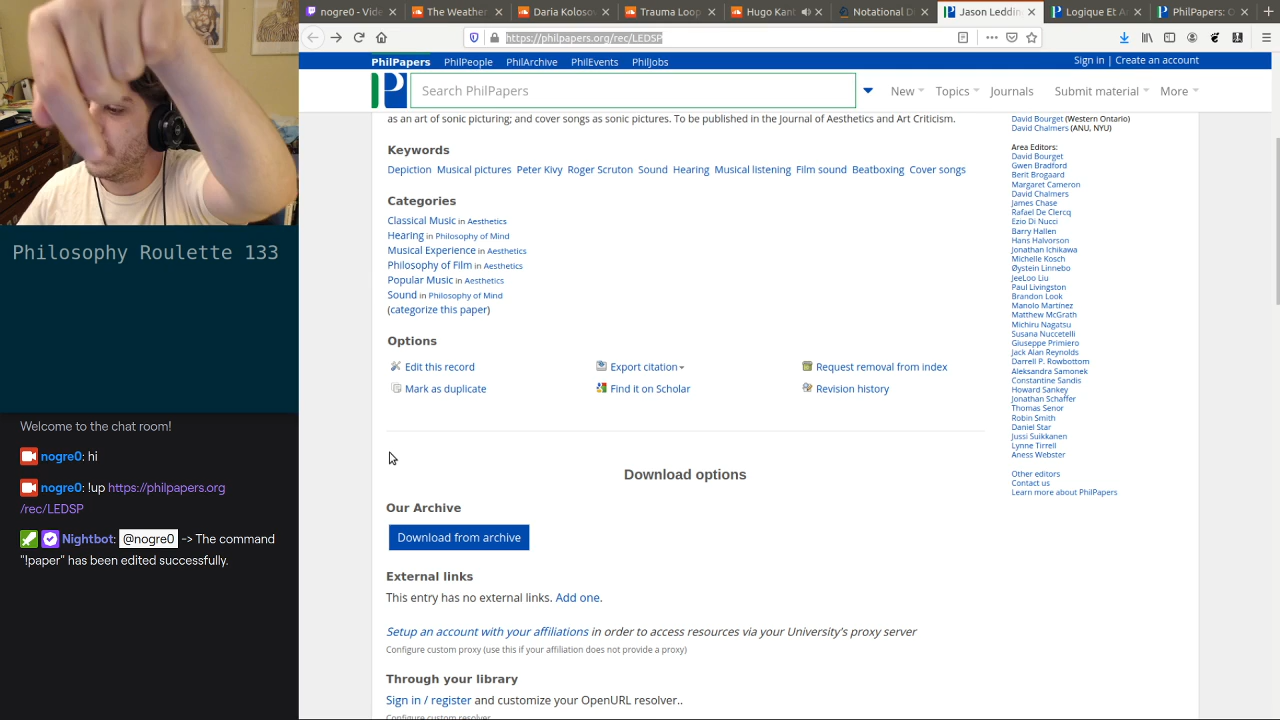 nogre0 - Vide
The Weather
Daria Kolosov
Trauma Loop
Hugo Kant
Notational D
Jason Leddin
Logique Et A
PhilPapers: O
https://philpapers.org/rec/LEDSP
PhilPapers PhilPeople PhilArchive PhilEvents PhilJobs
Sign in | Create an account
Search PhilPapers
New Topics Journals Submit material More
as an art of sonic picturing; and cover songs as sonic pictures. To be published in the Journal of Aesthetics and Art Criticism.
Keywords
Depiction Musical pictures Peter Kivy Roger Scruton Sound Hearing Musical listening Film sound Beatboxing Cover songs
Categories
Classical Music in Aesthetics
Hearing in Philosophy of Mind
Musical Experience in Aesthetics
Philosophy of Film in Aesthetics
Popular Music in Aesthetics
Sound in Philosophy of Mind
(categorize this paper)
Options
Edit this record
Export citation
Request removal from index
Mark as duplicate
Find it on Scholar
Revision history
Download options
Our Archive
Download from archive
External links
This entry has no external links. Add one.
Setup an account with your affiliations in order to access resources via your University's proxy server
Configure custom proxy (use this if your affiliation does not provide a proxy)
Through your library
Sign in / register and customize your OpenURL resolver..
Configure custom resolver
David Bourget (Western Ontario)
David Chalmers (ANU, NYU)
Area Editors:
David Bourget
Gwen Bradford
Berit Brogaard
Margaret Cameron
David Chalmers
James Chase
Rafael De Clercq
Ezio Di Nucci
Barry Hallen
Hans Halvorson
Jonathan Ichikawa
Michelle Kosch
Øystein Linnebo
JeeLoo Liu
Paul Livingston
Brandon Look
Manolo Martínez
Matthew McGrath
Michiru Nagatsu
Susana Nuccetelli
Giuseppe Primiero
Jack Alan Reynolds
Darrell P. Rowbottom
Aleksandra Samonek
Constantine Sandis
Howard Sankey
Jonathan Schaffer
Thomas Senor
Robin Smith
Daniel Star
Jussi Suikkanen
Lynne Tirrell
Aness Webster
Other editors
Contact us
Learn more about PhilPapers
Philosophy Roulette 133
Welcome to the chat room!
nogre0: hi
nogre0: !up https://philpapers.org
/rec/LEDSP
Nightbot: @nogre0 -> The command
"!paper" has been edited successfully.